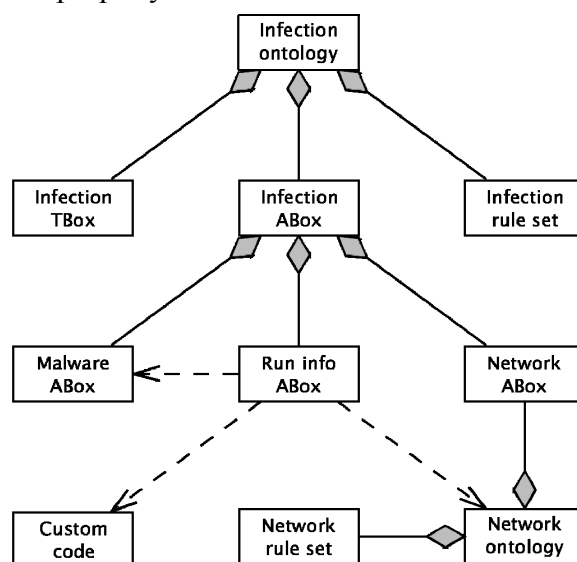 Infection
ontology
Infection
TBox
Infection
ABox
Infection
rule set
Malware
ABox
Run info
ABox
Network
ABox
Custom
code
Network
rule set
Network
ontology